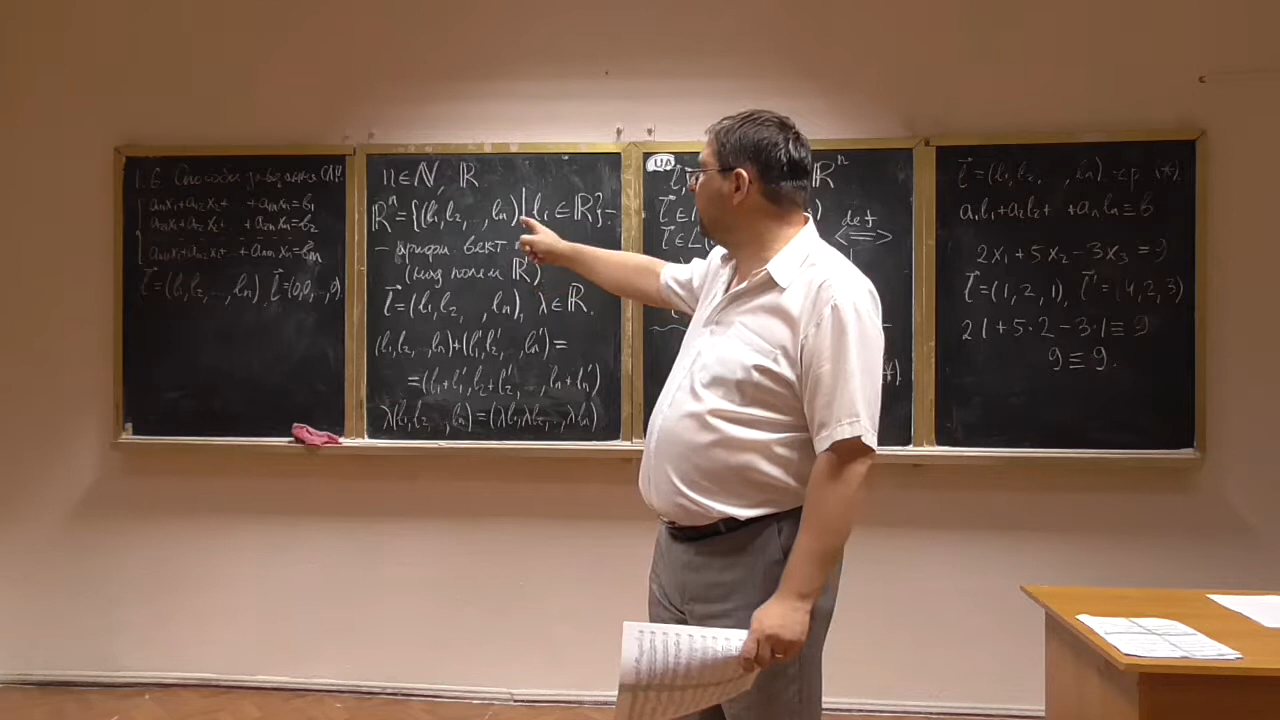 1.6. Способи задавання СЛР.
a₁₁x₁+a₁₂x₂+ +a₁ₙxₙ=b₁
a₂₁x₁+a₂₂x₂+ +a₂ₙxₙ=b₂
aₘ₁x₁+aₘ₂x₂+...+aₘₙxₙ=bₘ
l⃗=(l₁,l₂,...,lₙ), l⃗=(0,0,...,0)
n∈ℕ, ℝ.
ℝⁿ={(l₁,l₂,...,lₙ)|lᵢ∈ℝ}–
– арифм. вект
(над полем ℝ)
l⃗=(l₁,l₂, ,lₙ), λ∈ℝ.
(l₁,l₂,...,lₙ)+(l₁',l₂',...,lₙ')=
=(l₁+l₁',l₂+l₂',...,lₙ+lₙ')
λ(l₁,l₂,...,lₙ)=(λl₁,λl₂,..,λlₙ)
UA
ℝⁿ
def
⟺
(*).
l⃗=(l₁,l₂, ,lₙ).–р. (*).
a₁l₁+a₂l₂+ +aₙlₙ≡b
2x₁+5x₂–3x₃=9
l⃗=(1,2,1), l⃗'=(4,2,3)
2·1+5·2–3·1≡9
9≡9.